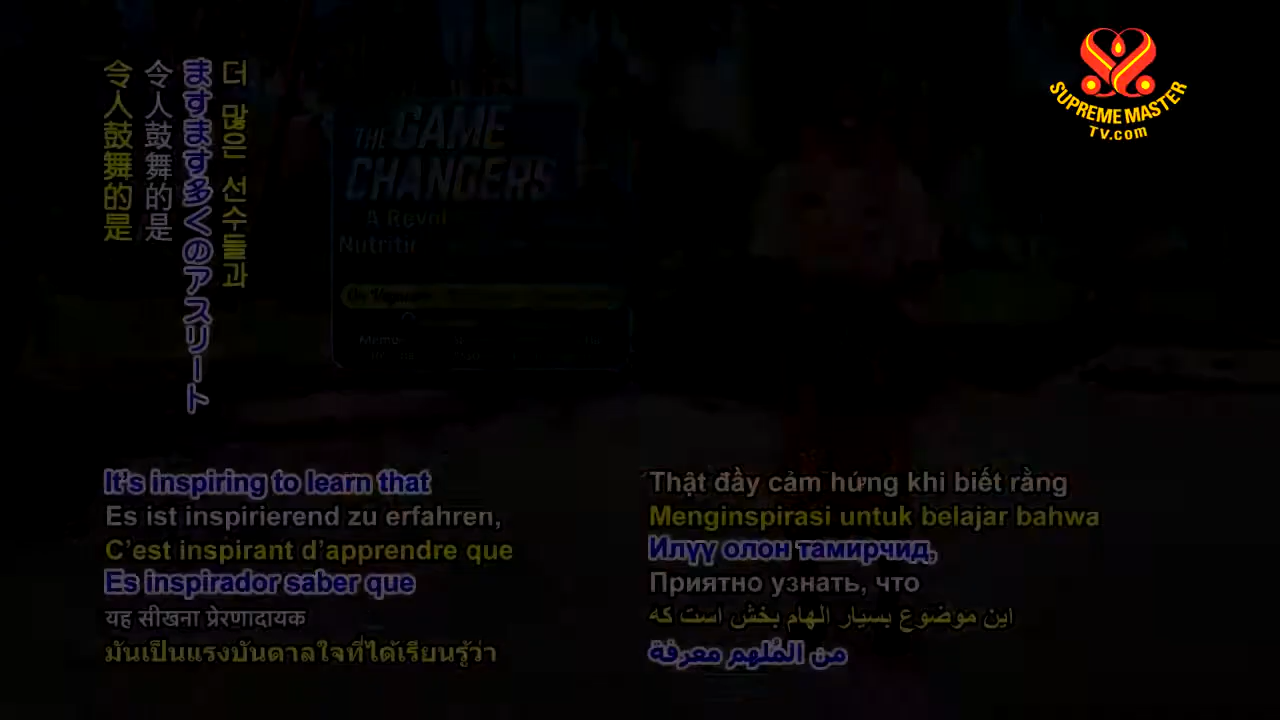 SUPREME MASTER
TV.com
더 많은 선수들과
ますます多くのアスリート
令人鼓舞的是
令人鼓舞的是
THE GAME
CHANGERS
A Revol
It's inspiring to learn that
Es ist inspirierend zu erfahren,
C'est inspirant d'apprendre que
Es inspirador saber que
यह सीखना प्रेरणादायक
มันเป็นแรงบันดาลใจที่ได้เรียนรู้ว่า
Thật đầy cảm hứng khi biết rằng
Menginspirasi untuk belajar bahwa
Илүү олон тамирчид,
Приятно узнать, что
این موضوع بسیار الهام بخش است که
من المُلهم معرفة